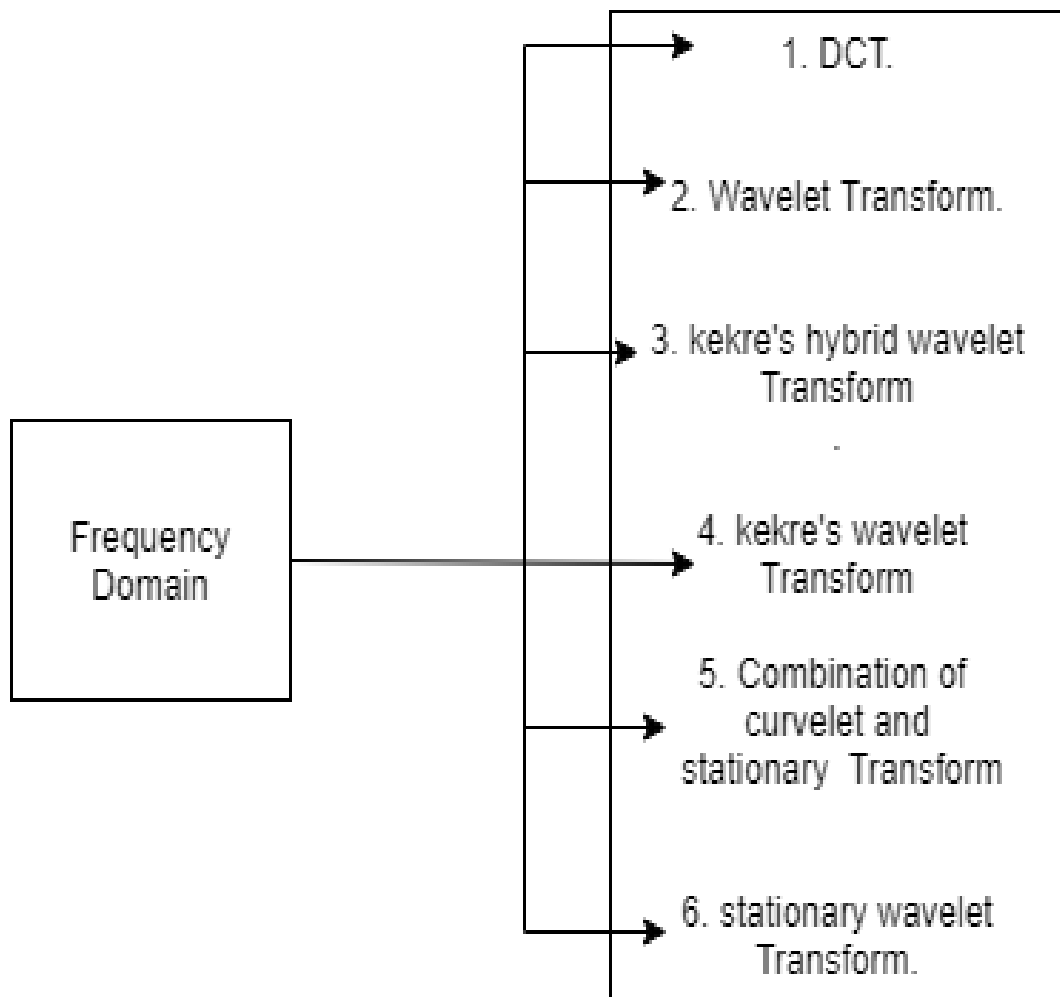 1. DCT.
2. Wavelet Transform.
3. kekre's hybrid wavelet
Transform
.
Frequency
Domain
4. kekre's wavelet
Transform
5. Combination of
curvelet and
stationary Transform
6. stationary wavelet
Transform.